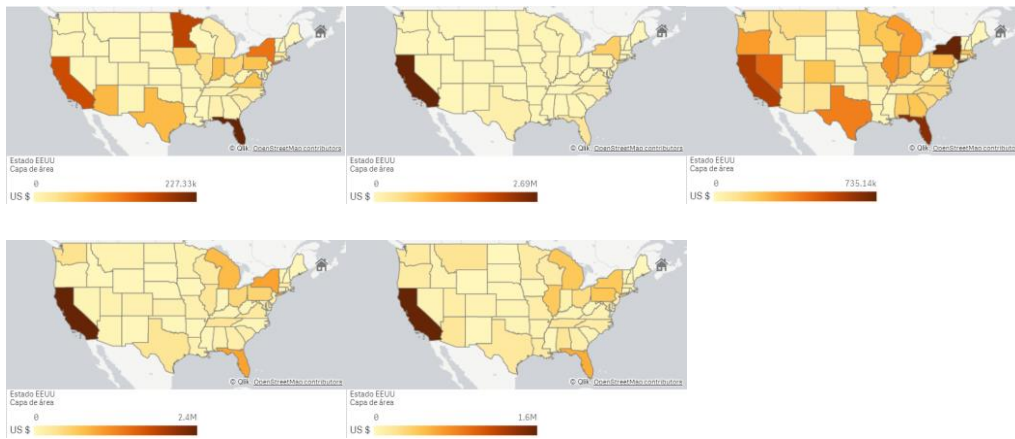 © Qlik, OpenStreetMap contributors
Estado EEUU
Capa de área
0 227.33k
US $
© Qlik, OpenStreetMap contributors
Estado EEUU
Capa de área
0 2.69M
US $
© Qlik, OpenStreetMap contributors
Estado EEUU
Capa de área
0 735.14k
US $
© Qlik, OpenStreetMap contributors
Estado EEUU
Capa de área
0 2.4M
US $
© Qlik, OpenStreetMap contributors
Estado EEUU
Capa de área
0 1.6M
US $